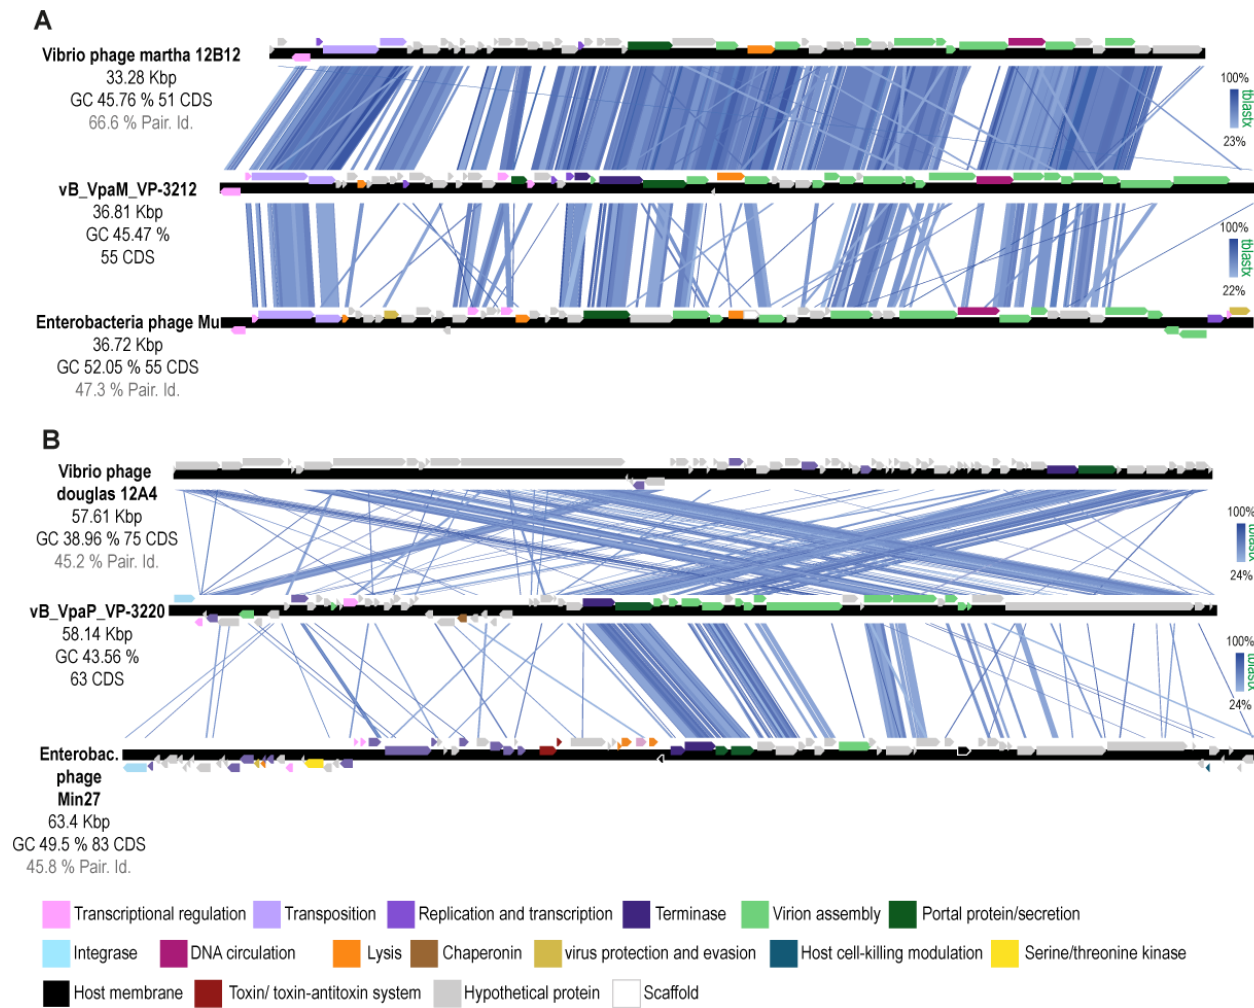 A
Vibrio phage martha 12B12
33.28 Kbp
GC 45.76 % 51 CDS
66.6 % Pair. Id.
100%
tblastx
23%
vB_VpaM_VP-3212
36.81 Kbp
GC 45.47 %
55 CDS
100%
tblastx
22%
Enterobacteria phage Mu
36.72 Kbp
GC 52.05 % 55 CDS
47.3 % Pair. Id.
B
Vibrio phage
douglas 12A4
57.61 Kbp
GC 38.96 % 75 CDS
45.2 % Pair. Id.
100%
tblastx
24%
vB_VpaP_VP-3220
58.14 Kbp
GC 43.56 %
63 CDS
100%
tblastx
24%
Enterobac.
phage
Min27
63.4 Kbp
GC 49.5 % 83 CDS
45.8 % Pair. Id.
Transcriptional regulation Transposition Replication and transcription Terminase Virion assembly Portal protein/secretion
Integrase DNA circulation Lysis Chaperonin virus protection and evasion Host cell-killing modulation Serine/threonine kinase
Host membrane Toxin/ toxin-antitoxin system Hypothetical protein Scaffold